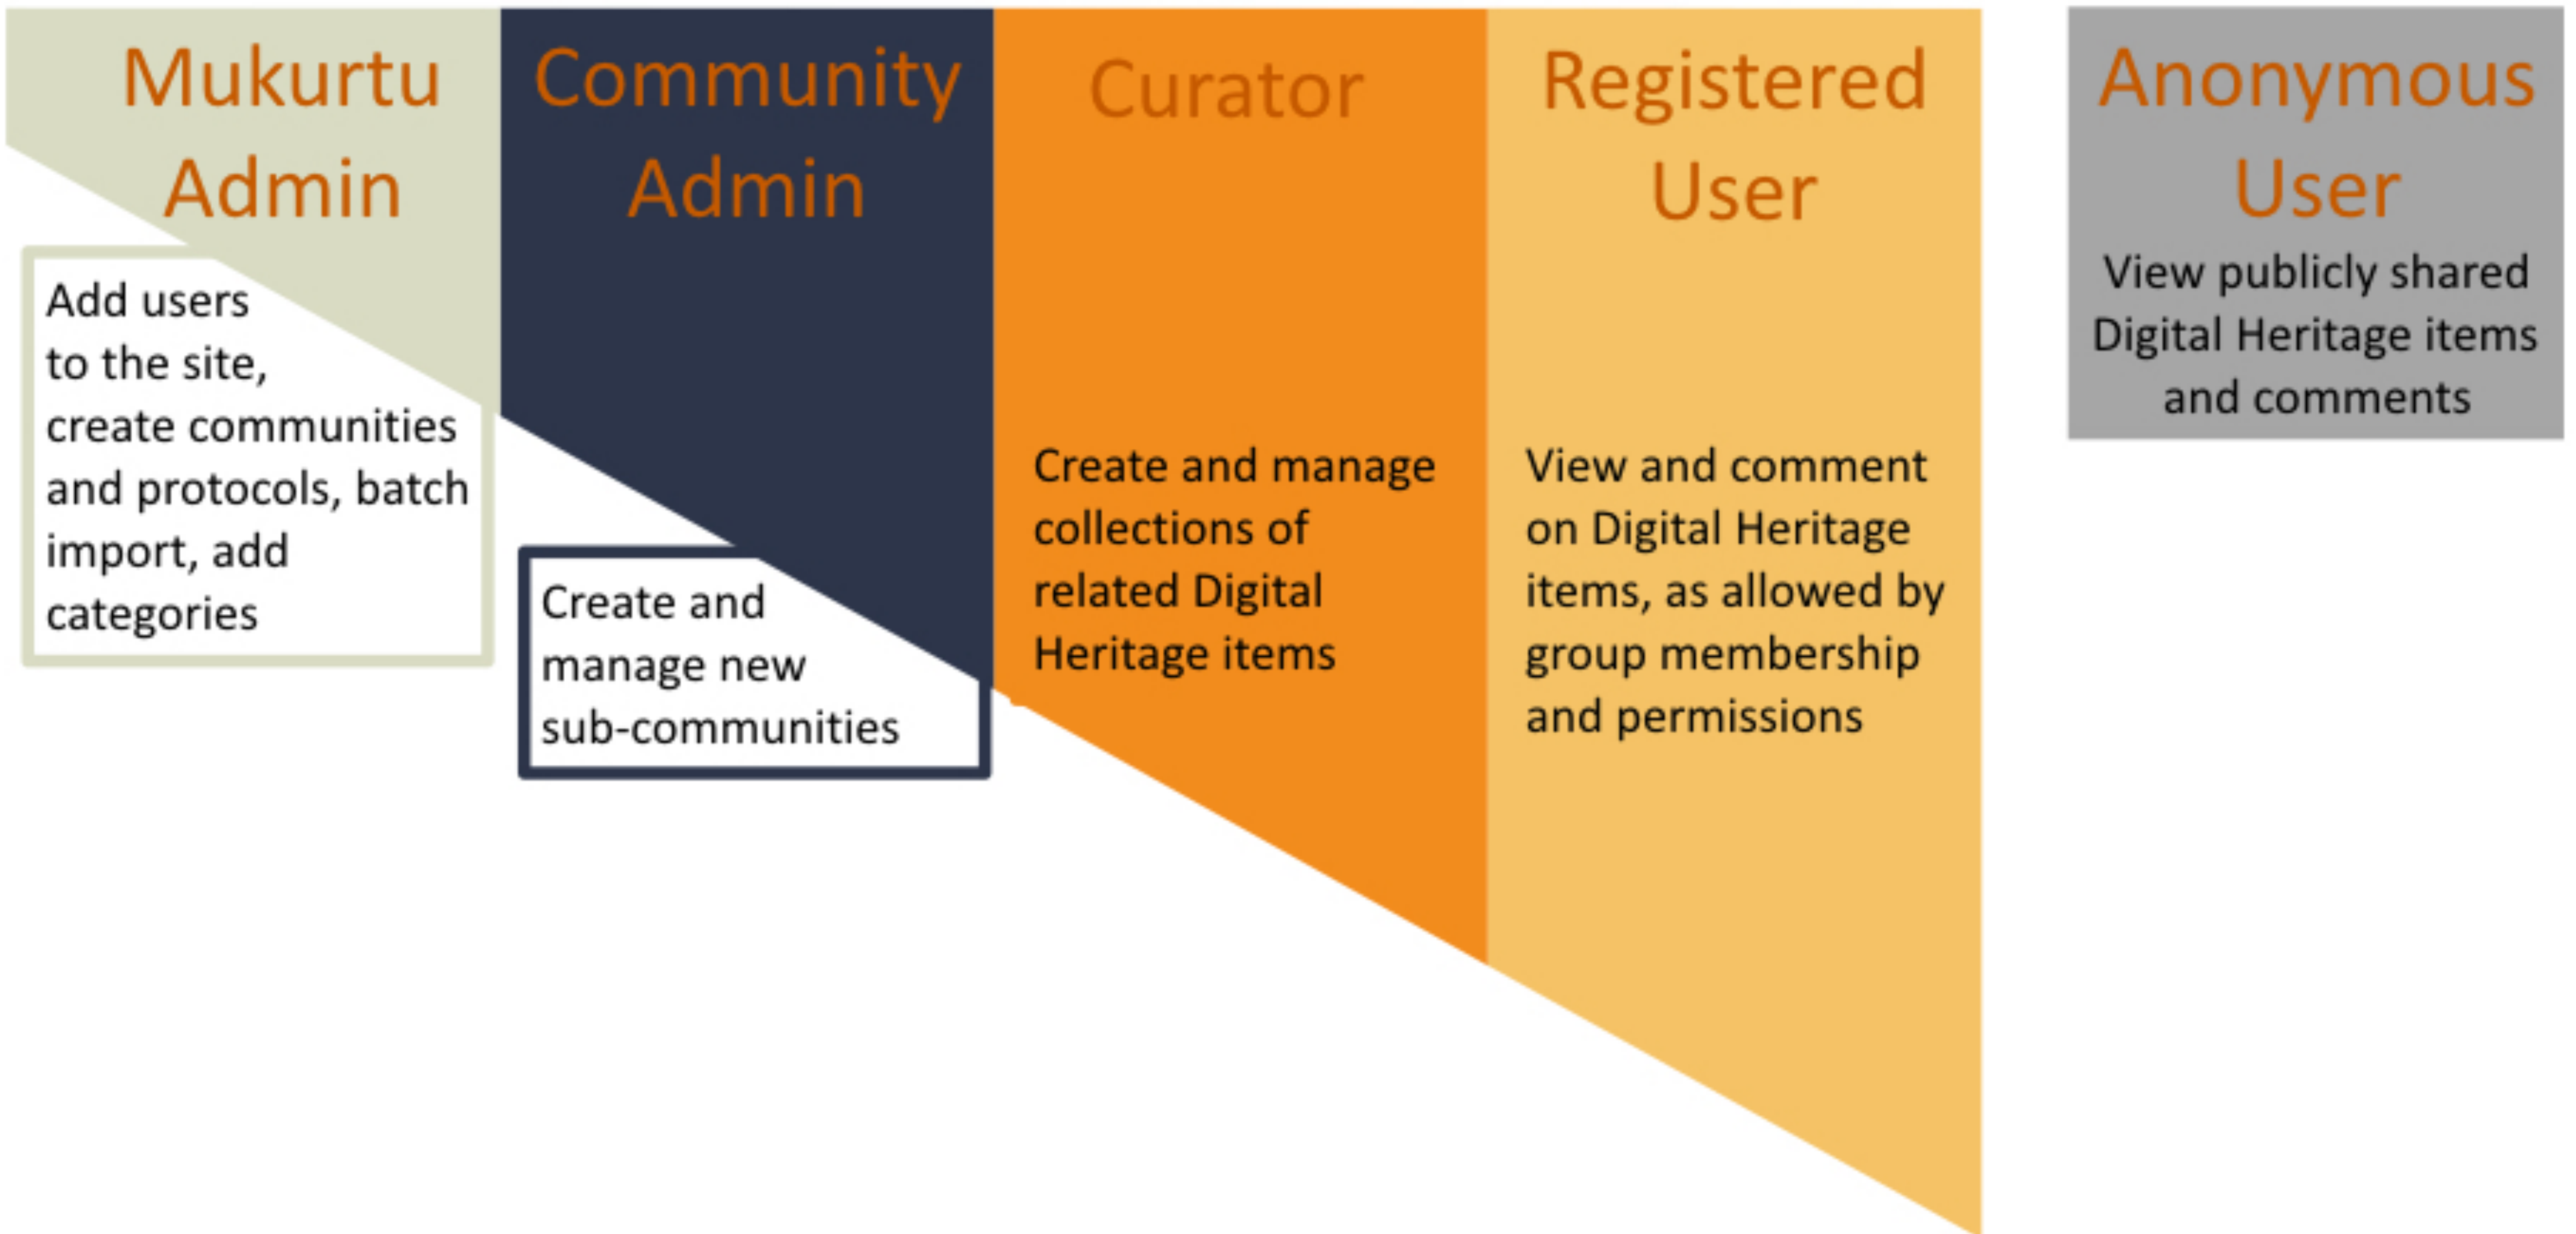 Mukurtu
Admin
Add users
to the site,
create communities
and protocols, batch
import, add
categories
Community
Admin
Create and
manage new
sub-communities
Curator
Create and manage
collections of
related Digital
Heritage items
Registered
User
View and comment
on Digital Heritage
items, as allowed by
group membership
and permissions
Anonymous
User
View publicly shared
Digital Heritage items
and comments